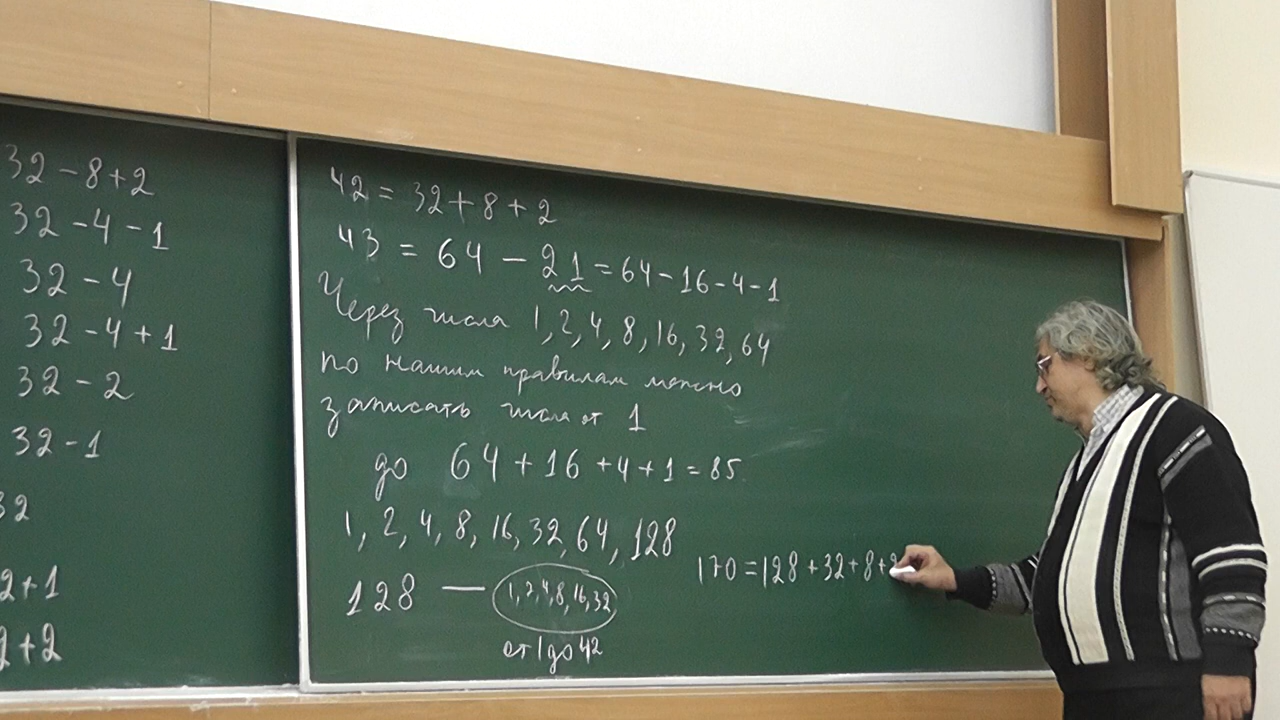 32 - 8 + 2
32 - 4 - 1
32 - 4
32 - 4 + 1
32 - 2
32 - 1
32
2 + 1
2 + 2
42 = 32 + 8 + 2
43 = 64 - 21 = 64 - 16 - 4 - 1
Через числа 1, 2, 4, 8, 16, 32, 64
по нашим правилам можно
записать числа от 1
до 64 + 16 + 4 + 1 = 85
1, 2, 4, 8, 16, 32, 64, 128
128 — 1, 2, 4, 8, 16, 32
от 1 до 42
170 = 128 + 32 + 8 + 2